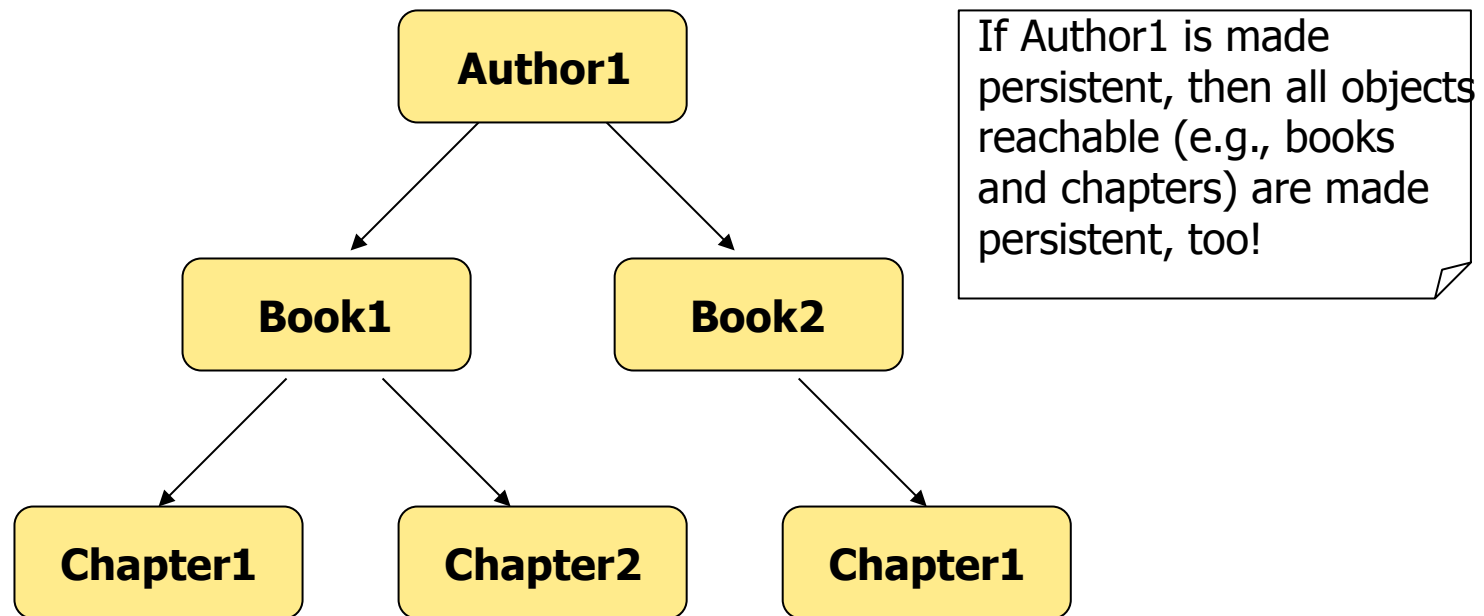 Author1
If Author1 is made
persistent, then all objects
reachable (e.g., books
and chapters) are made
persistent, too!
Book1
Book2
Chapter1
Chapter2
Chapter1